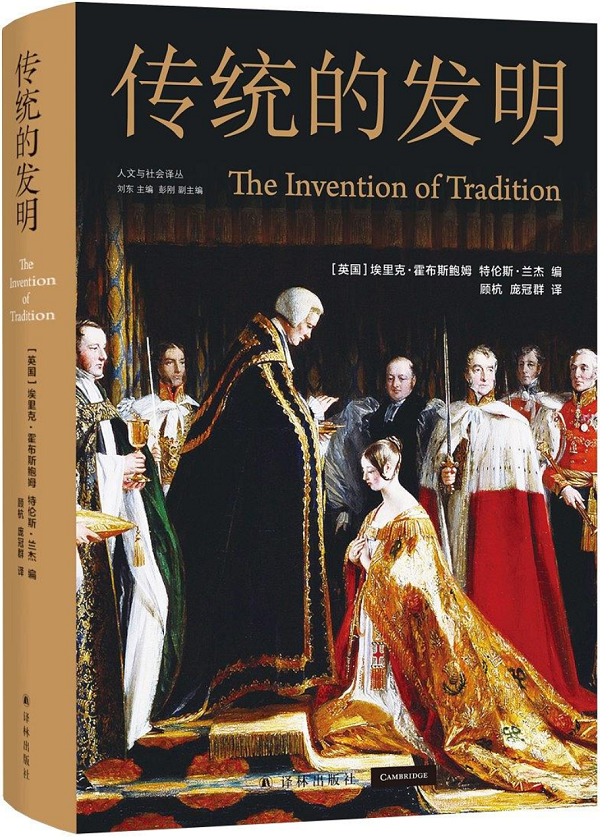 传统的发明
The Invention of Tradition
人文与社会译丛
刘东 主编 彭刚 副主编
[英国]埃里克·霍布斯鲍姆 特伦斯·兰杰 编
顾杭 庞冠群 译
译林出版社
CAMBRIDGE
传统的发明
The
Invention
of
Tradition
[英国]埃里克·霍布斯鲍姆 特伦斯·兰杰 编
顾杭 庞冠群 译
译林出版社